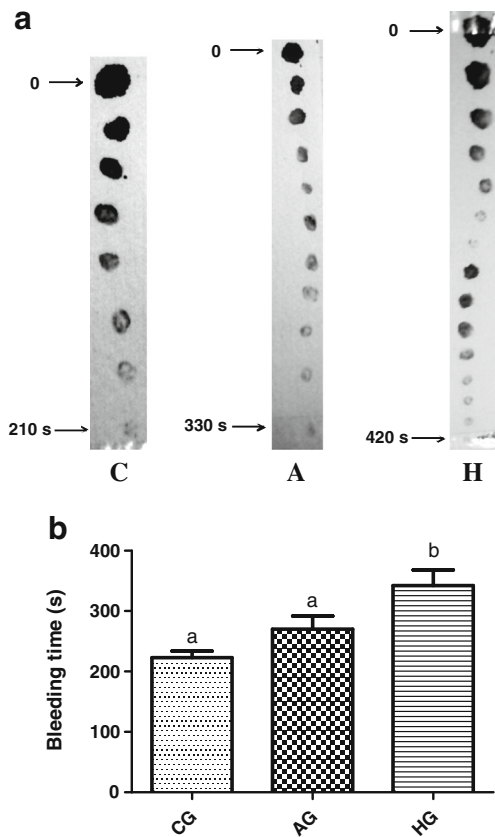 a
0 → 0 → 0 →
210 s → 330 s → 420 s →
C A H
b
Bleeding time (s)
400
300
200
100
0
a a b
CG AG HG